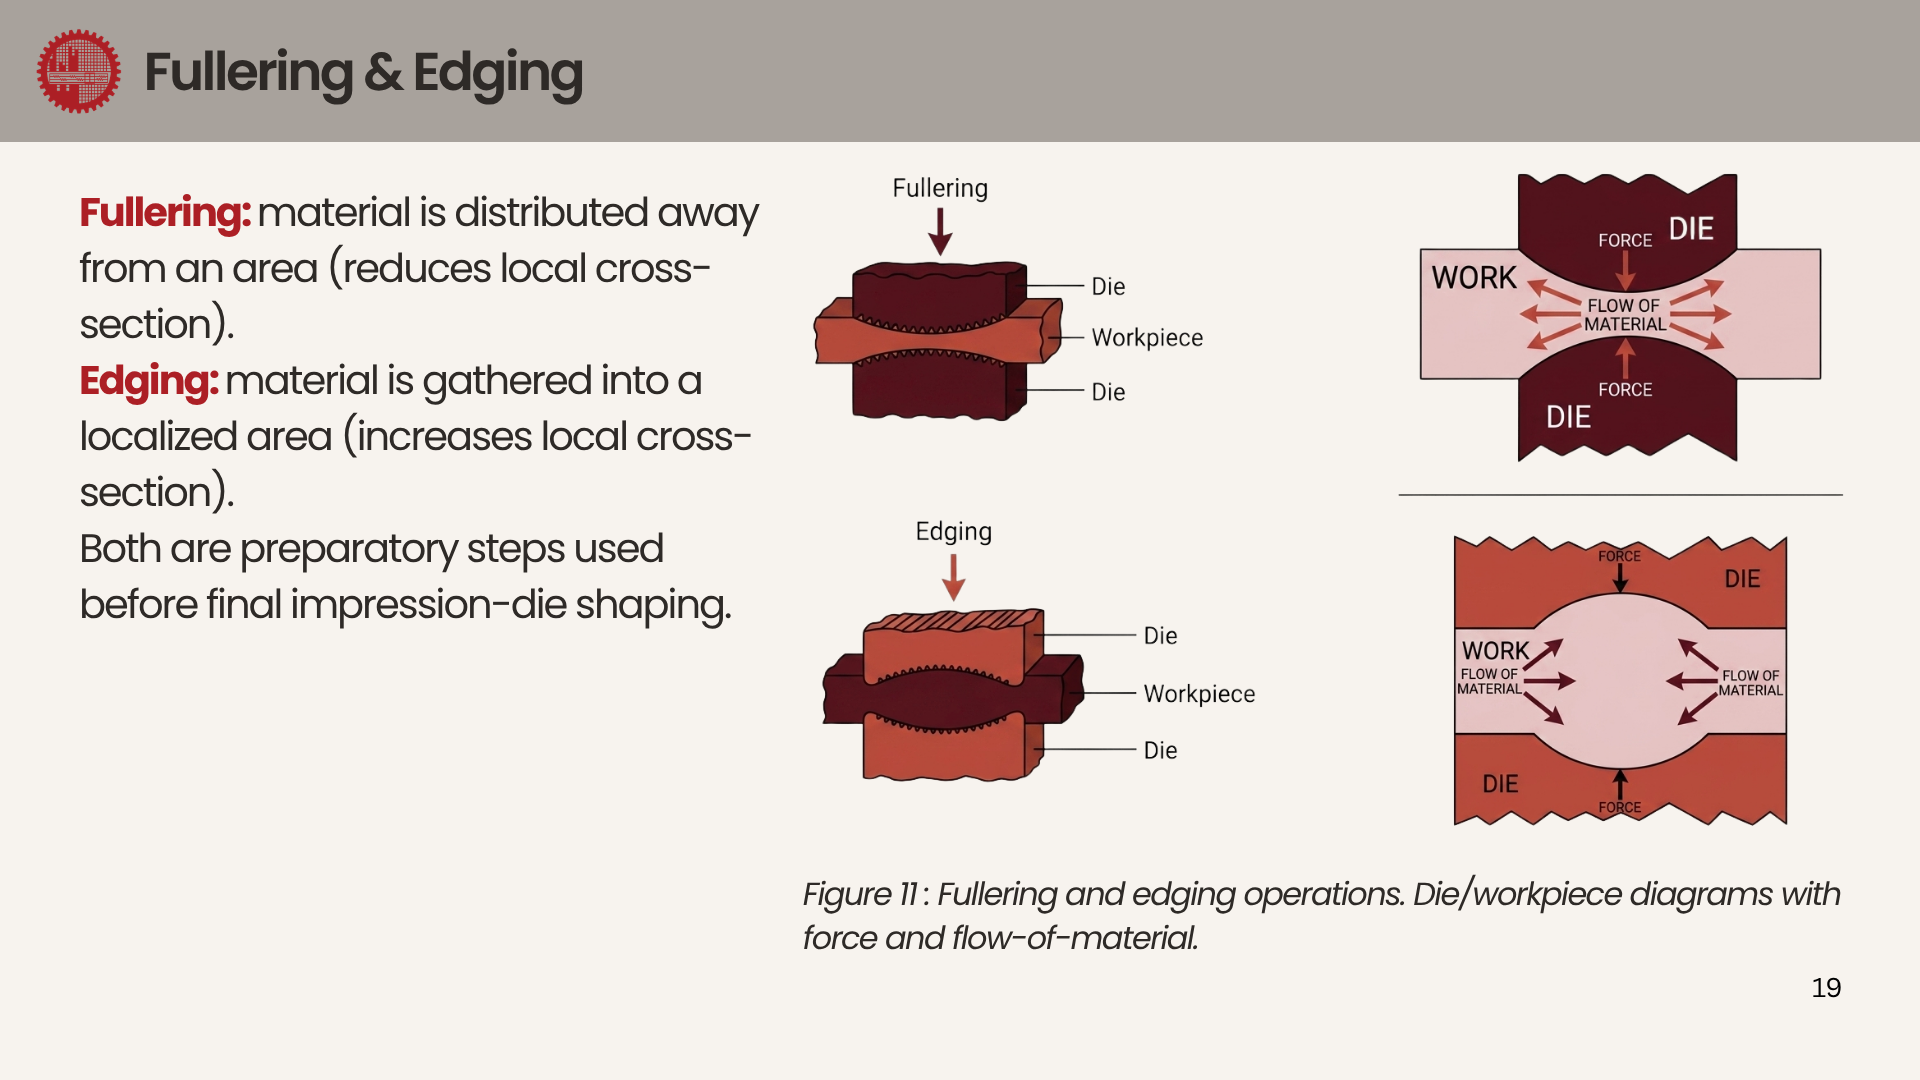 Fullering & Edging
Fullering: material is distributed away
from an area (reduces local cross-
section).
Edging: material is gathered into a
localized area (increases local cross-
section).
Both are preparatory steps used
before final impression-die shaping.
Fullering
Die
Workpiece
Die
Edging
Die
Workpiece
Die
DIE
FORCE
WORK
FLOW OF
MATERIAL
FORCE
DIE
FORCE
DIE
WORK
FLOW OF
MATERIAL
FLOW OF
MATERIAL
DIE
FORCE
Figure 11 : Fullering and edging operations. Die/workpiece diagrams with
force and flow-of-material.
19